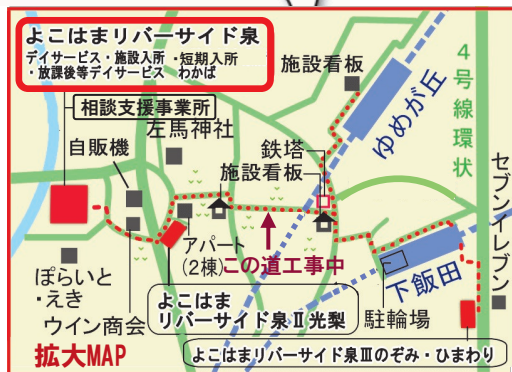 よこはまリバーサイド泉
デイサービス・施設入所・短期入所
・放課後等デイサービス わかば
相談支援事業所
自販機
左馬神社
施設看板
ゆめが丘
4号線環状
鉄塔
施設看板
セブンイレブン
アパート
(2棟)
この道工事中
下飯田
ぽらいと
・えき
ウイン商会
よこはま
リバーサイド泉Ⅱ光梨
駐輪場
よこはまリバーサイド泉Ⅲのぞみ・ひまわり
拡大MAP